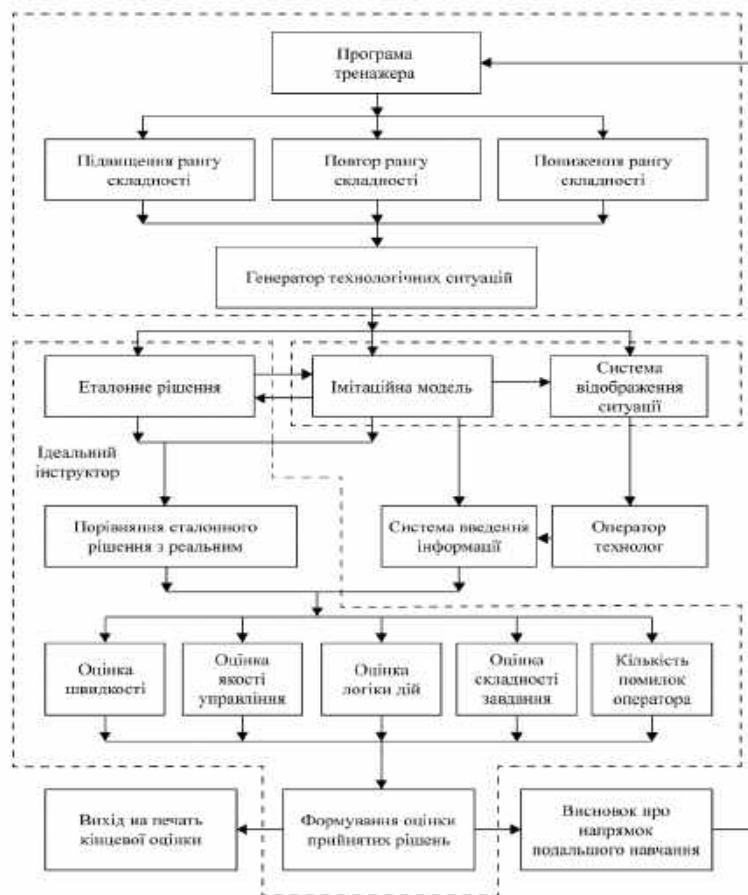 Програма
тренажера
Підвищення рангу
складності
Повтор рангу
складності
Пониження рангу
складності
Генератор технологічних ситуацій
Еталонне рішення
Імітаційна модель
Система
відображення
ситуації
Ідеальний
інструктор
Порівняння еталонного
рішення з реальним
Система введення
інформації
Оператор
технолог
Оцінка
швидкості
Оцінка
якості
управління
Оцінка
логіки дій
Оцінка
складності
завдання
Кількість
помилок
оператора
Вихід на печать
кінцевої оцінки
Формування оцінки
прийнятих рішень
Висновок про
напрямок
подальшого навчання